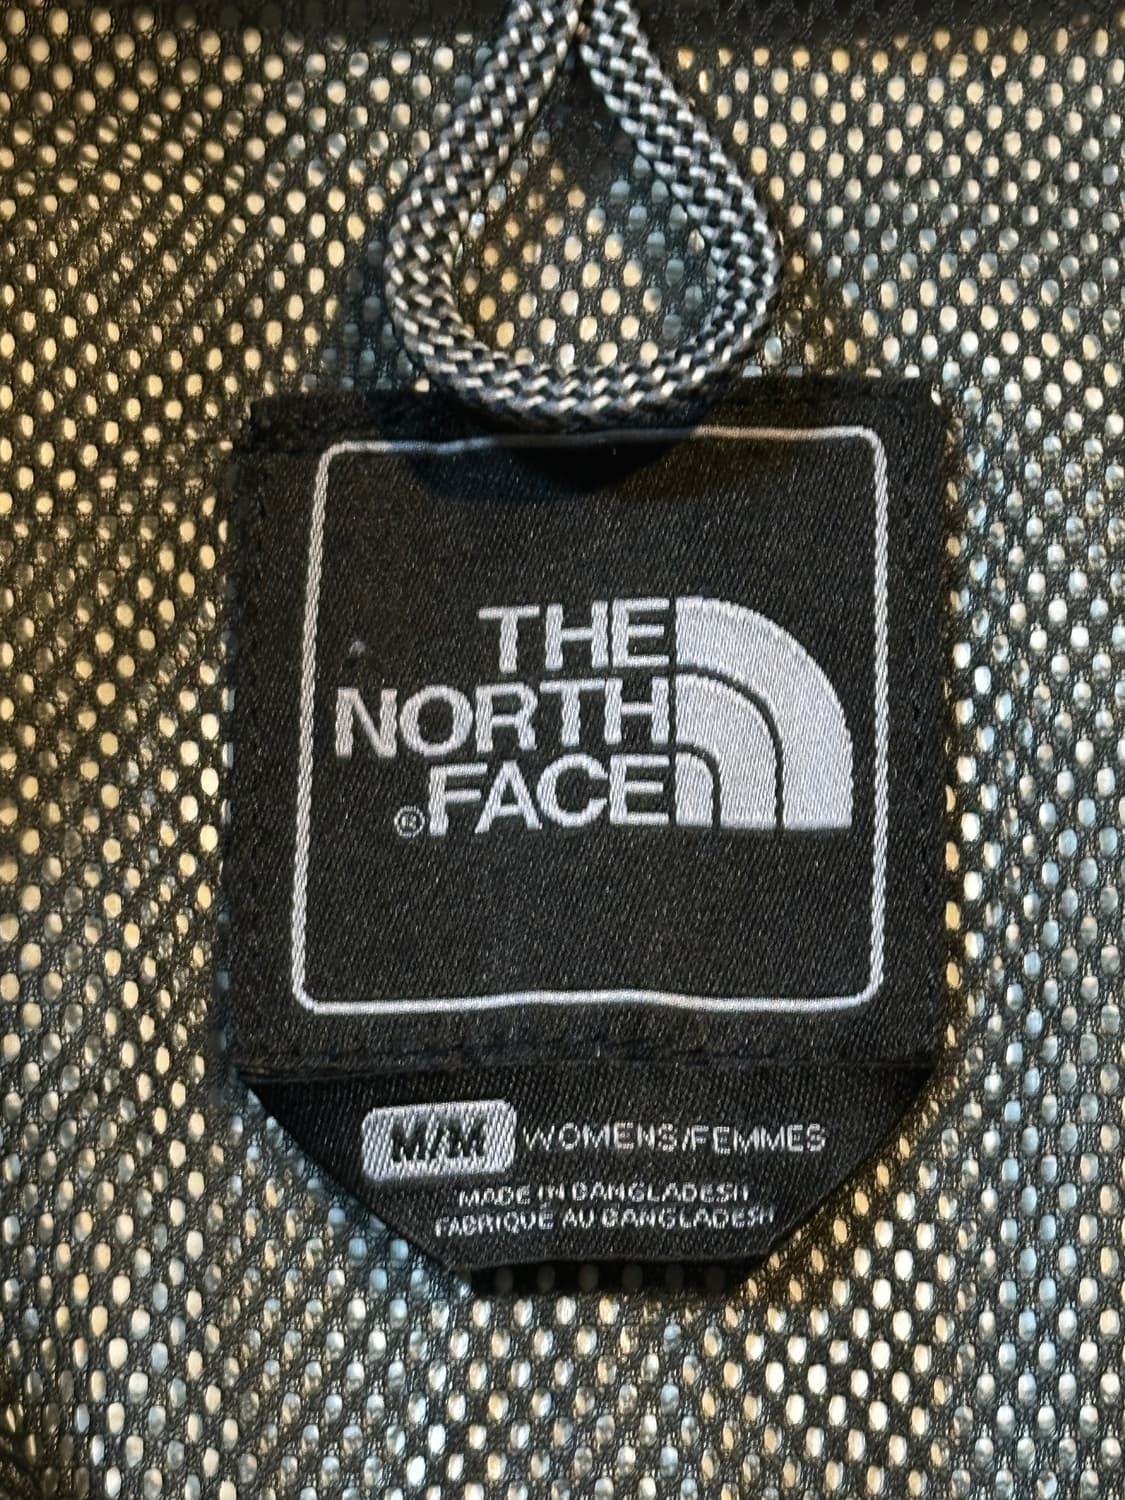 THE
NORTH
®FACE
M/M WOMENS/FEMMES
MADE IN BANGLADESH
FABRIQUÉ AU BANGLADESH